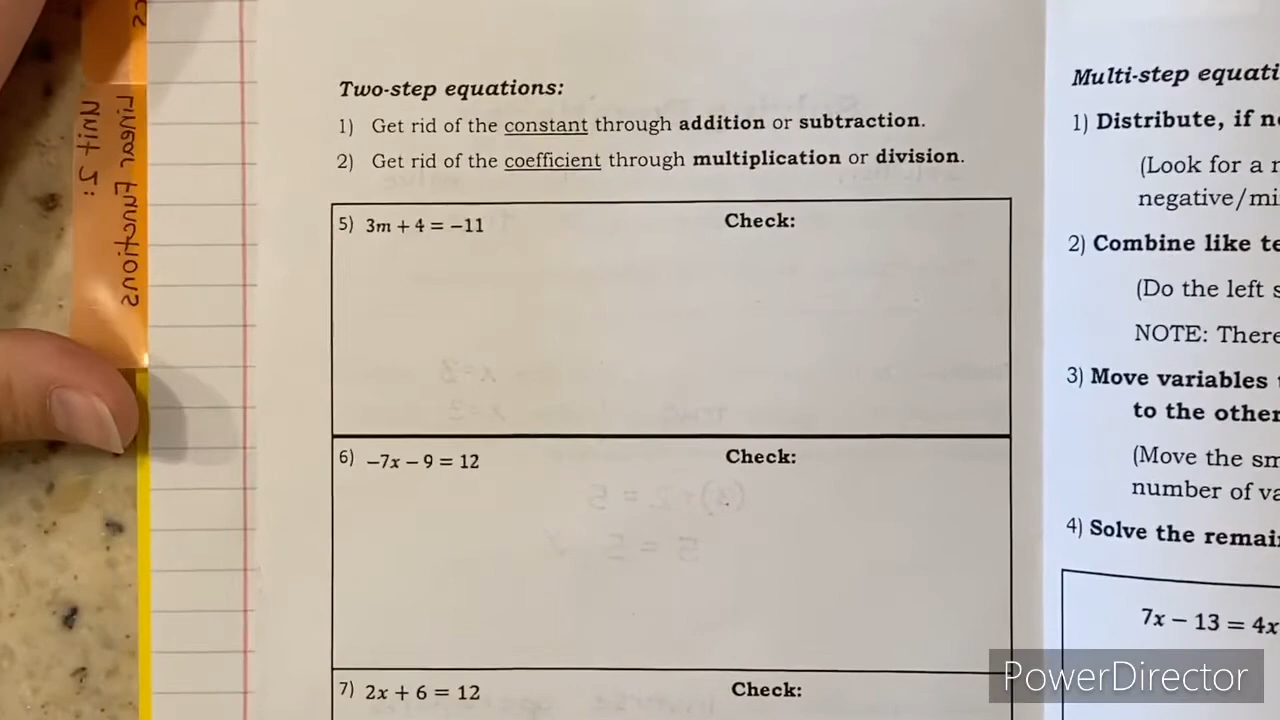 Two-step equations:
1) Get rid of the constant through addition or subtraction.
2) Get rid of the coefficient through multiplication or division.
5) 3m + 4 = −11 Check:
6) −7x − 9 = 12 Check:
7) 2x + 6 = 12 Check:
Multi-step equati
1) Distribute, if n
(Look for a
negative/mi
2) Combine like te
(Do the left s
NOTE: There
3) Move variables
to the other
(Move the sm
number of va
4) Solve the remai
7x − 13 = 4x
Unit 5:
Linear Functions
PowerDirector